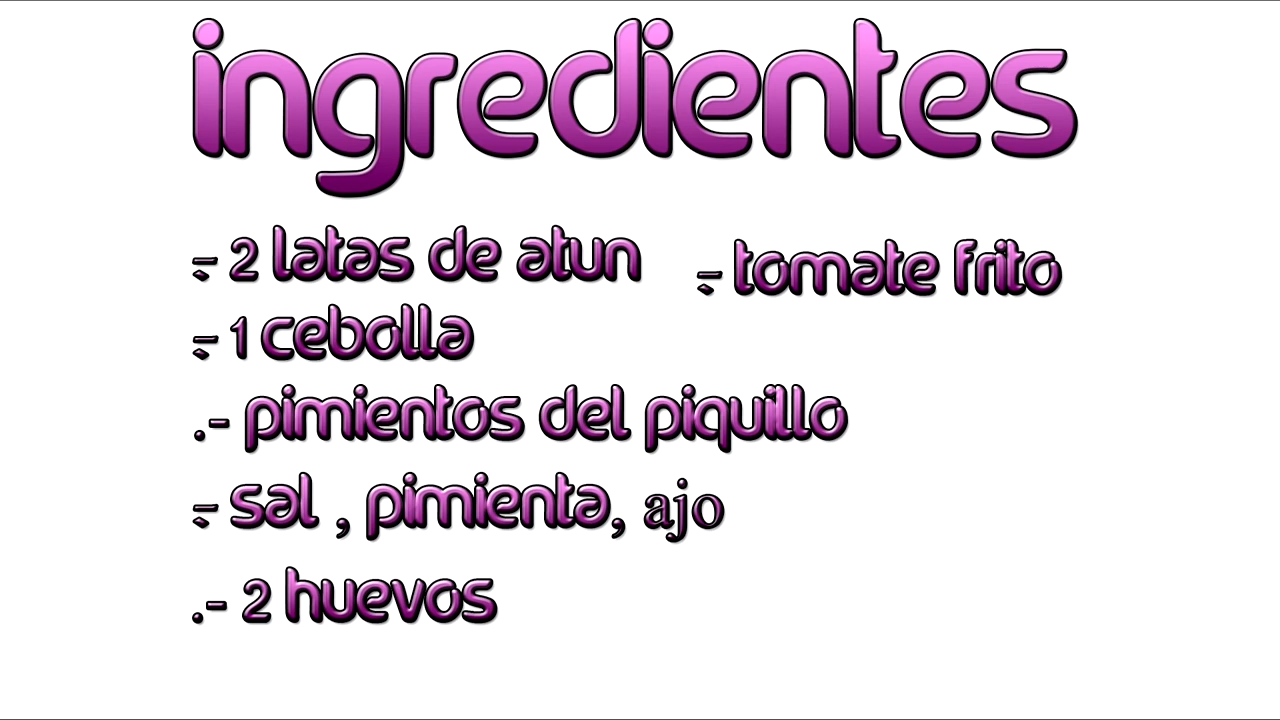 ingredientes
.- 2 latas de atun
.- tomate frito
.- 1 cebolla
.- pimientos del piquillo
.- sal , pimienta, ajo
.- 2 huevos